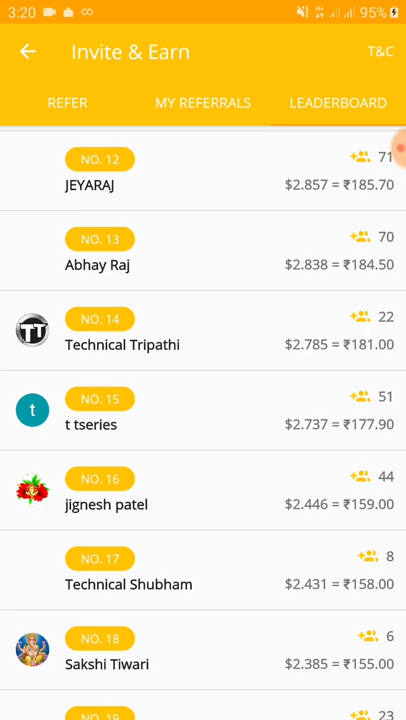 3:20
95%
Invite & Earn
T&C
REFER
MY REFERRALS
LEADERBOARD
NO. 12
71
JEYARAJ
$2.857 = ₹185.70
NO. 13
70
Abhay Raj
$2.838 = ₹184.50
TT
NO. 14
22
Technical Tripathi
$2.785 = ₹181.00
t
NO. 15
51
t tseries
$2.737 = ₹177.90
NO. 16
44
jignesh patel
$2.446 = ₹159.00
NO. 17
8
Technical Shubham
$2.431 = ₹158.00
NO. 18
6
Sakshi Tiwari
$2.385 = ₹155.00
NO. 19
23